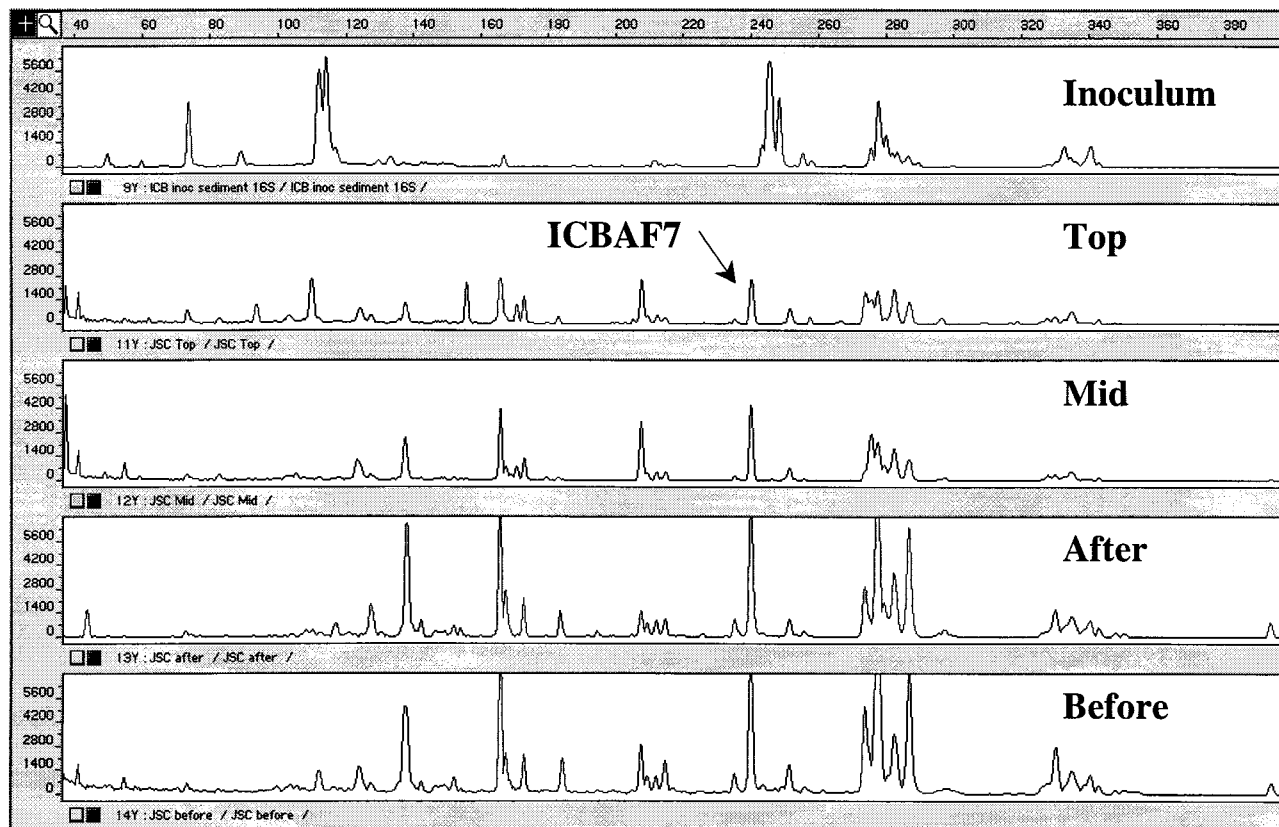 40 60 80 100 120 140 160 180 200 220 240 260 280 300 320 340 360 380
5600
4200
2800
1400
0
Inoculum
9Y : ICB inoc sediment 16S / ICB inoc sediment 16S /
5600
4200
2800
1400
0
ICBAF7
Top
11Y : JSC Top / JSC Top /
5600
4200
2800
1400
0
Mid
12Y : JSC Mid / JSC Mid /
5600
4200
2800
1400
0
After
13Y : JSC after / JSC after /
5600
4200
2800
1400
0
Before
14Y : JSC before / JSC before /